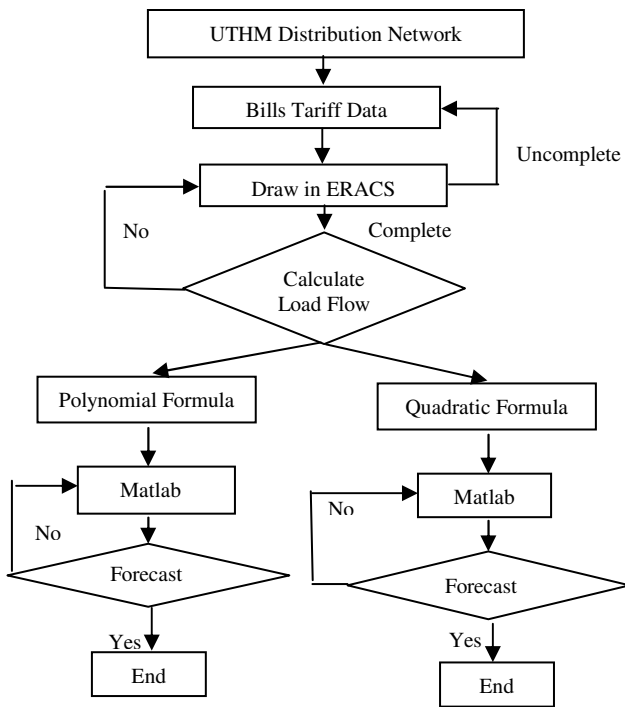 UTHM Distribution Network
Bills Tariff Data
Uncomplete
Draw in ERACS
No
Complete
Calculate
Load Flow
Polynomial Formula
Quadratic Formula
Matlab
Matlab
No
No
Forecast
Forecast
Yes
Yes
End
End